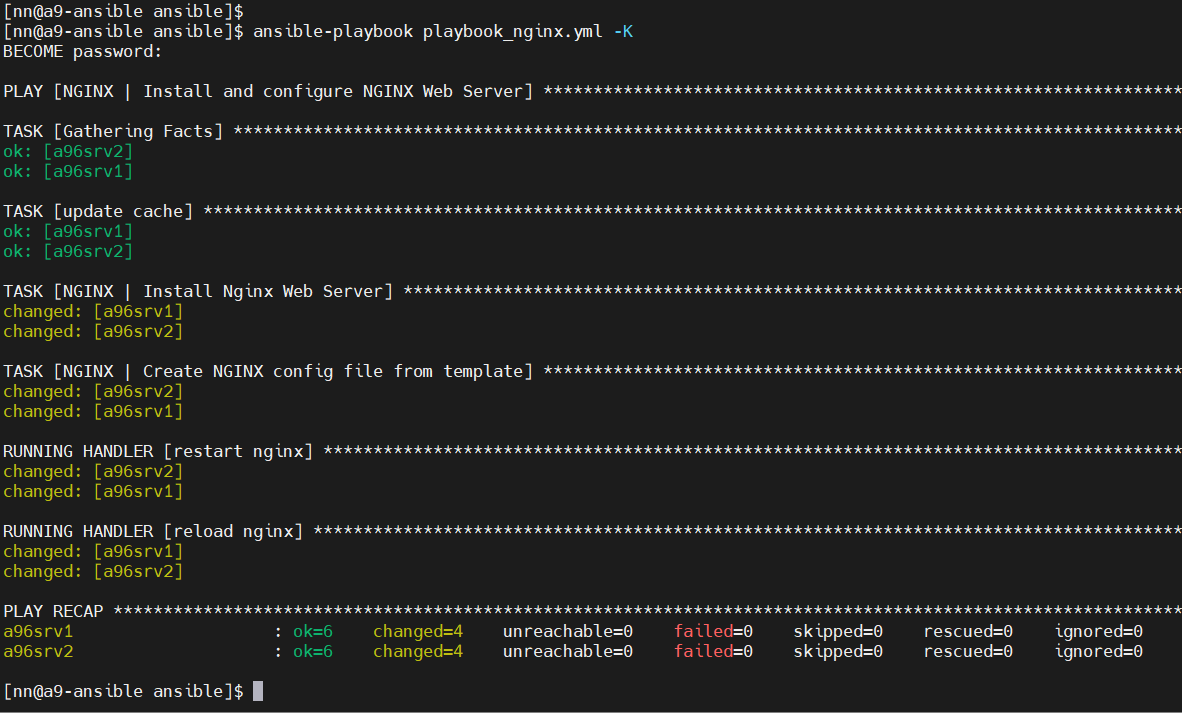 [nn@a9-ansible ansible]$
[nn@a9-ansible ansible]$ ansible-playbook playbook_nginx.yml -K
BECOME password:
PLAY [NGINX | Install and configure NGINX Web Server] ****************************************************************
TASK [Gathering Facts] ***********************************************************************************************
ok: [a96srv2]
ok: [a96srv1]
TASK [update cache] **************************************************************************************************
ok: [a96srv1]
ok: [a96srv2]
TASK [NGINX | Install Nginx Web Server] ******************************************************************************
changed: [a96srv1]
changed: [a96srv2]
TASK [NGINX | Create NGINX config file from template] ****************************************************************
changed: [a96srv2]
changed: [a96srv1]
RUNNING HANDLER [restart nginx] **************************************************************************************
changed: [a96srv2]
changed: [a96srv1]
RUNNING HANDLER [reload nginx] ***************************************************************************************
changed: [a96srv1]
changed: [a96srv2]
PLAY RECAP ***********************************************************************************************************
a96srv1                    : ok=6    changed=4    unreachable=0    failed=0    skipped=0    rescued=0    ignored=0
a96srv2                    : ok=6    changed=4    unreachable=0    failed=0    skipped=0    rescued=0    ignored=0
[nn@a9-ansible ansible]$